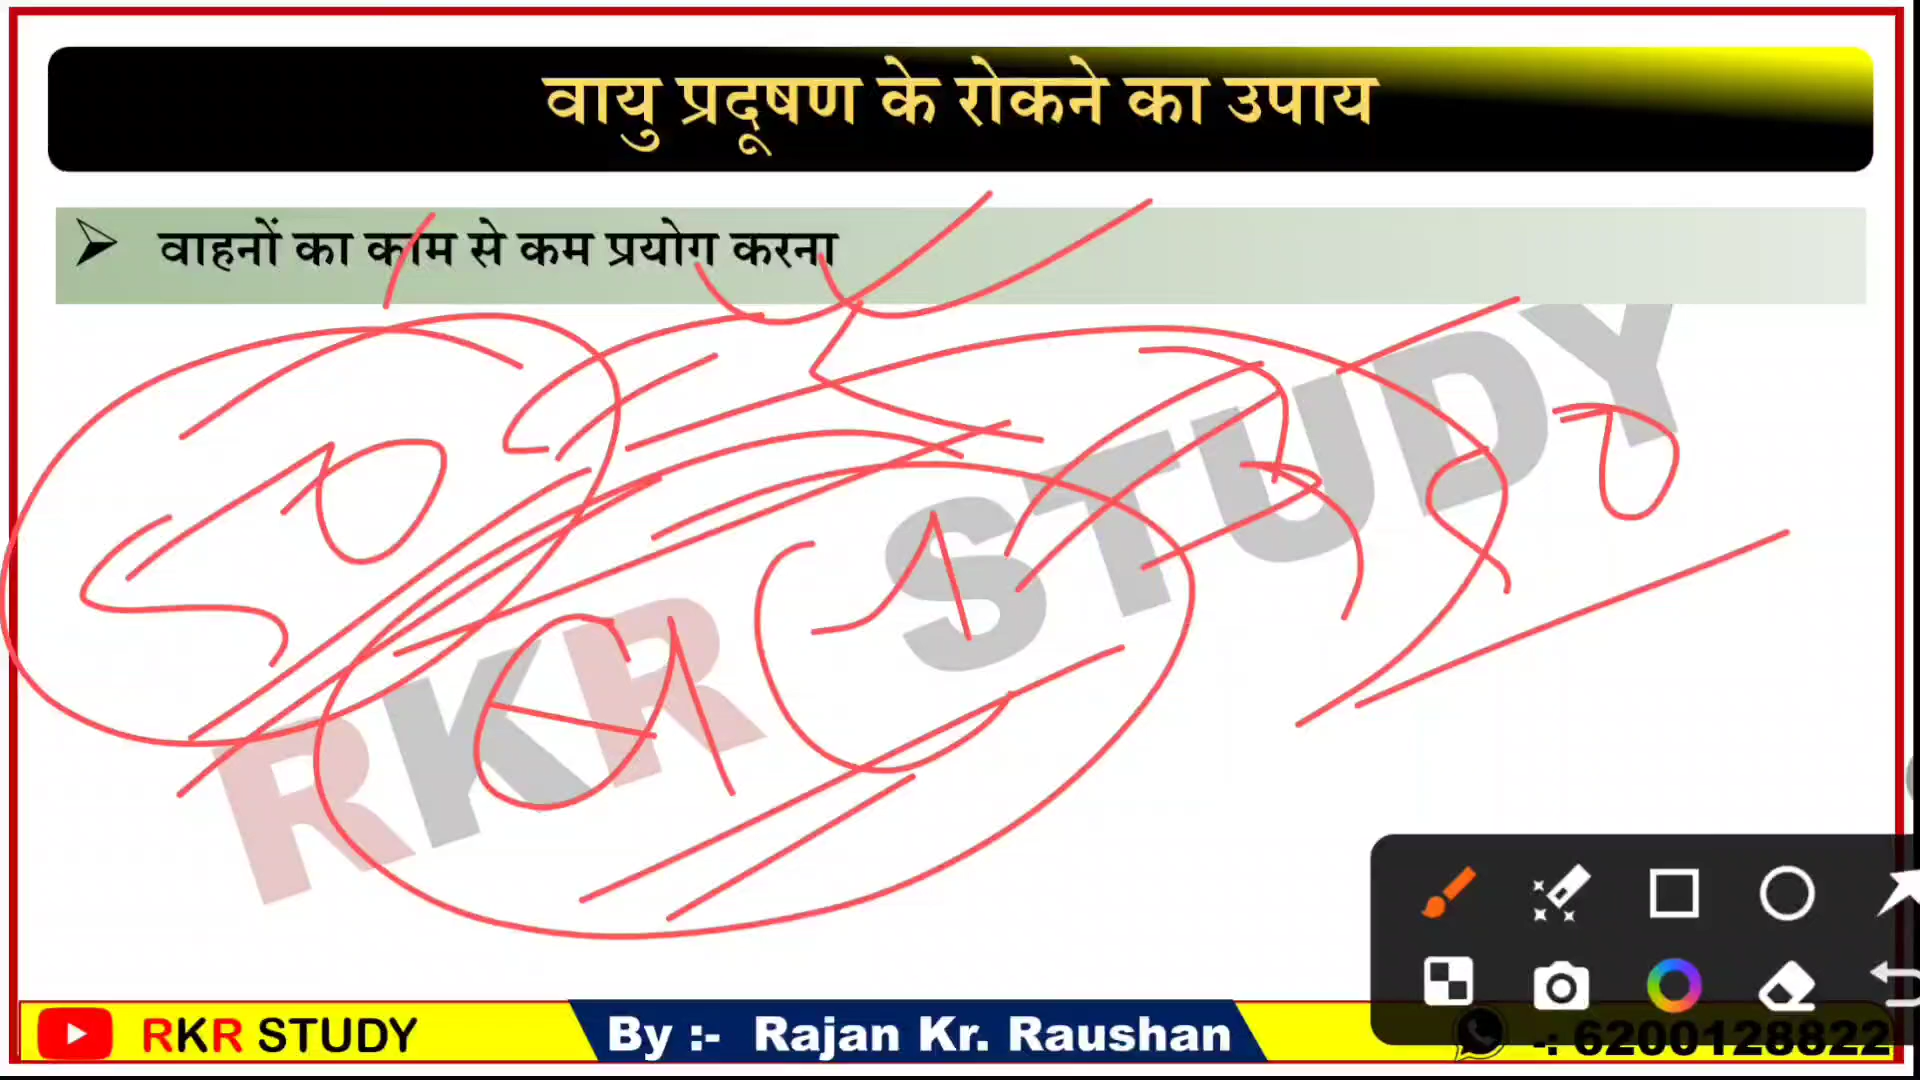 वायु प्रदूषण के रोकने का उपाय
वाहनों का काम से कम प्रयोग करना
RKR STUDY
RKR STUDY
By :- Rajan Kr. Raushan
-: 6200128822